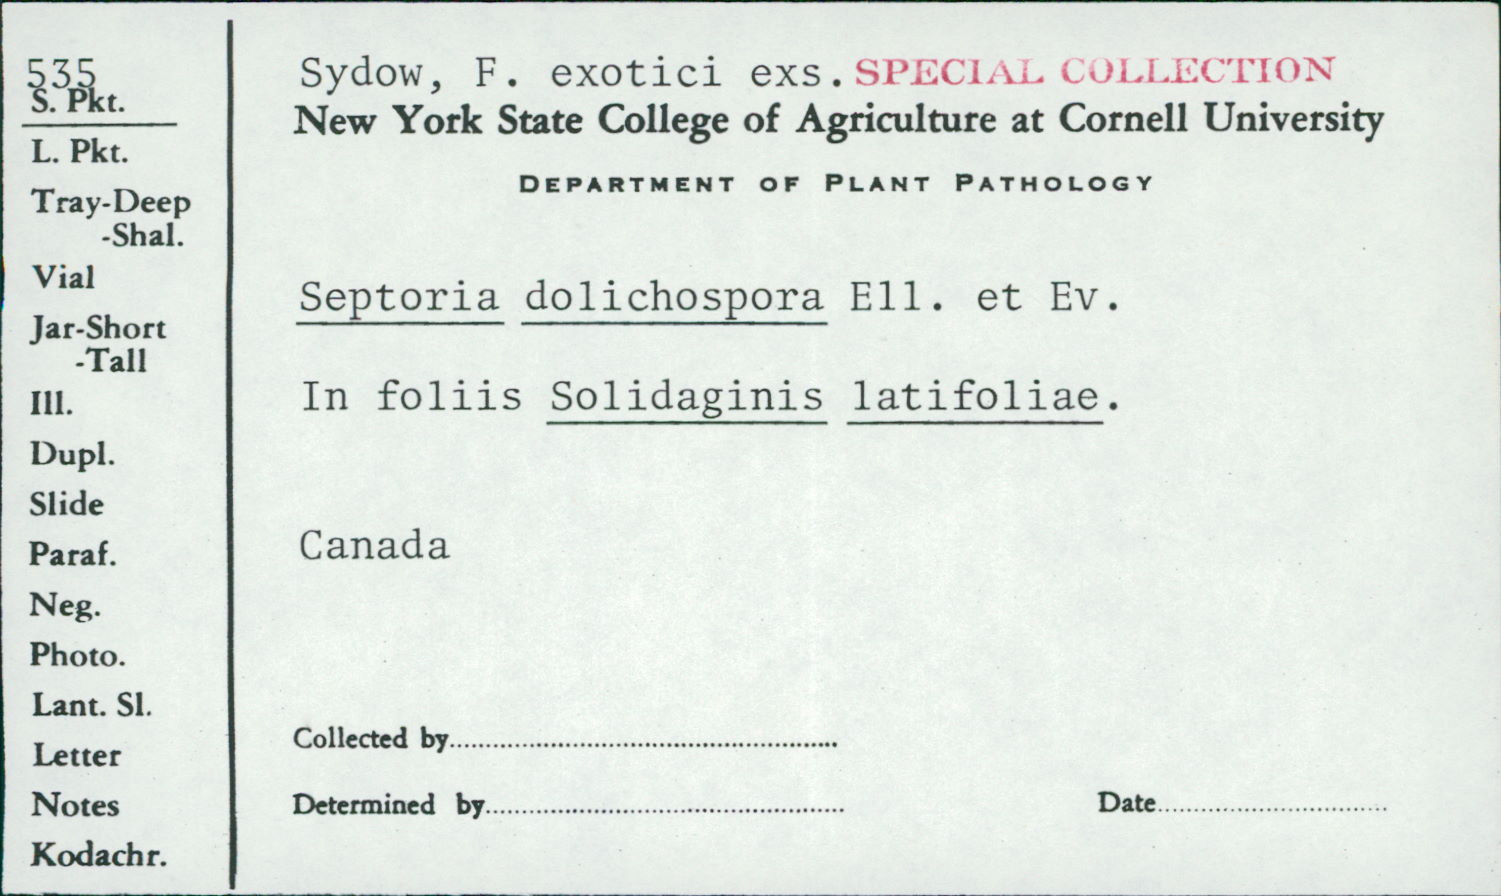 535
S. Pkt.
L. Pkt.
Tray-Deep
-Shal.
Vial
Jar-Short
-Tall
Ill.
Dupl.
Slide
Paraf.
Neg.
Photo.
Lant. Sl.
Letter
Notes
Kodachr.
Sydow, F. exotici exs. SPECIAL COLLECTION
New York State College of Agriculture at Cornell University
DEPARTMENT OF PLANT PATHOLOGY
Septoria dolichospora Ell. et Ev.
In foliis Solidaginis latifoliae.
Canada
Collected by
Determined by
Date